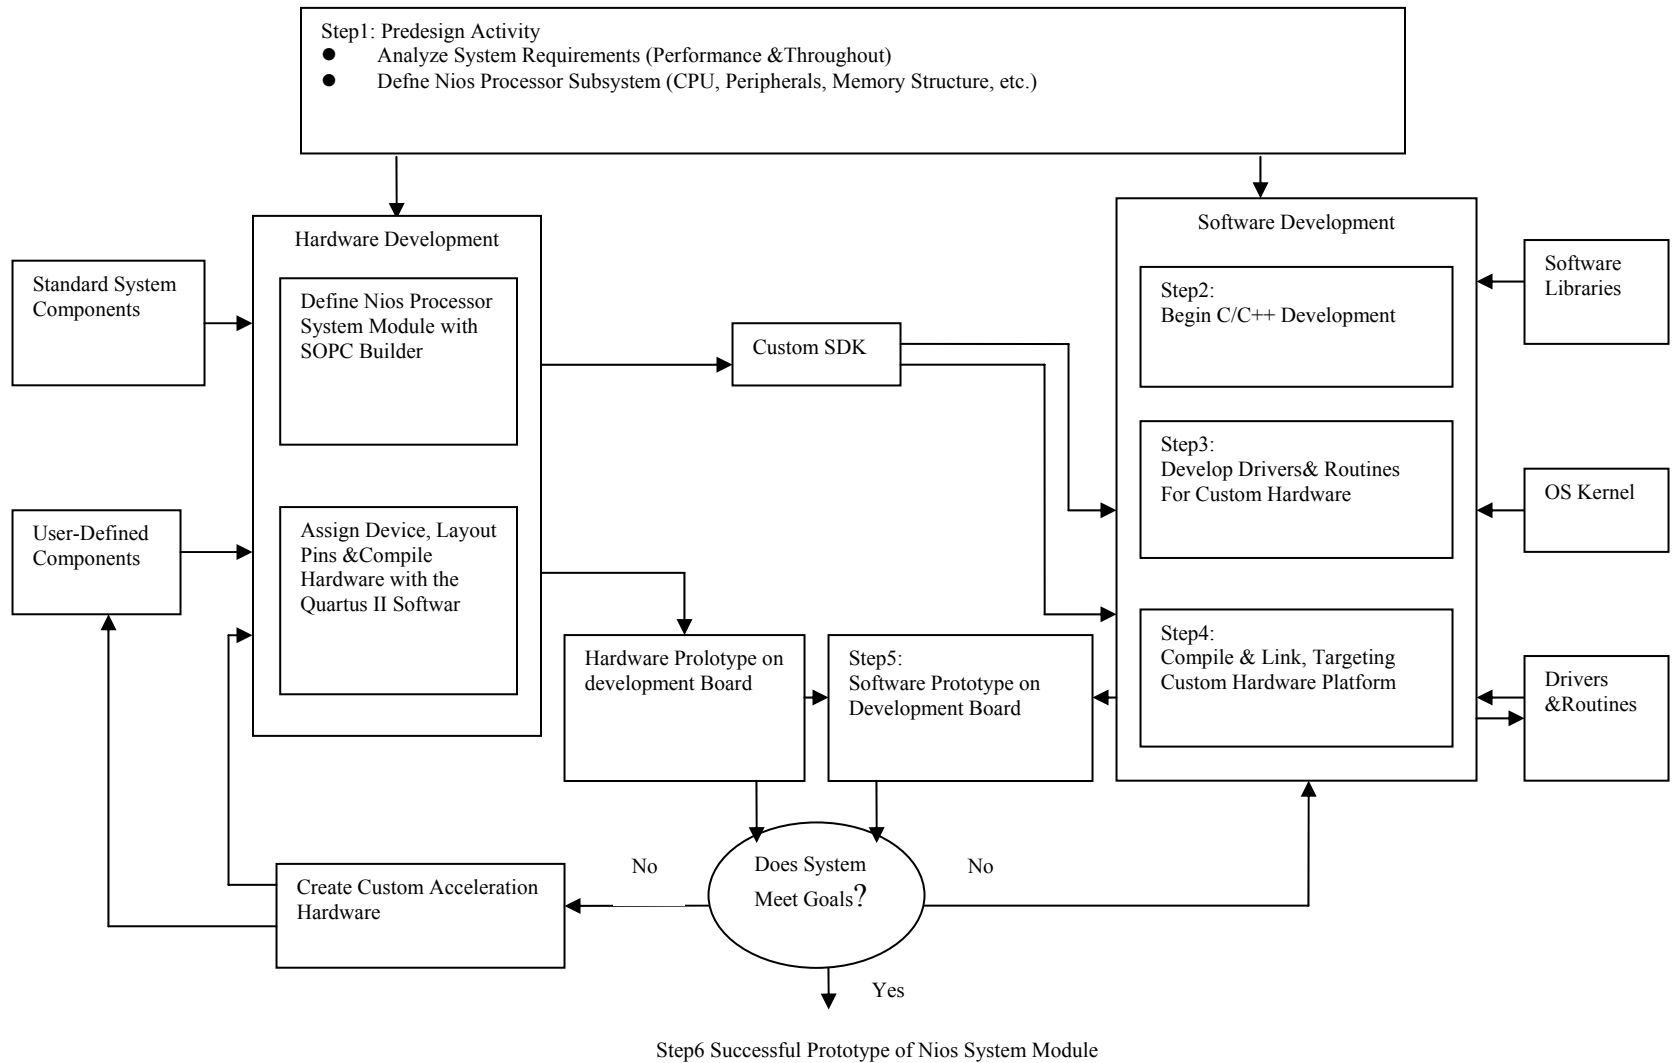 Step1: Predesign Activity
● Analyze System Requirements (Performance &Throughout)
● Defne Nios Processor Subsystem (CPU, Peripherals, Memory Structure, etc.)
Hardware Development
Software Development
Standard System
Components
Define Nios Processor
System Module with
SOPC Builder
Custom SDK
Step2:
Begin C/C++ Development
Software
Libraries
Step3:
Develop Drivers& Routines
For Custom Hardware
OS Kernel
User-Defined
Components
Assign Device, Layout
Pins &Compile
Hardware with the
Quartus II Softwar
Hardware Prolotype on
development Board
Step5:
Software Prototype on
Development Board
Step4:
Compile & Link, Targeting
Custom Hardware Platform
Drivers
&Routines
No
Does System
Meet Goals?
No
Create Custom Acceleration
Hardware
Yes
Step6 Successful Prototype of Nios System Module